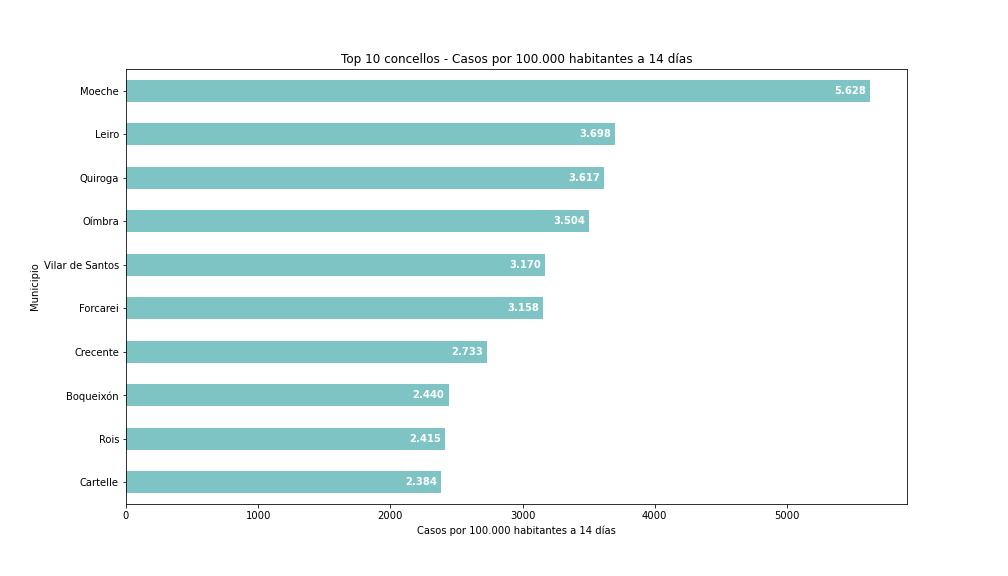 Top 10 concellos - Casos por 100.000 habitantes a 14 días
Moeche 5.628
Leiro 3.698
Quiroga 3.617
Oímbra 3.504
Vilar de Santos 3.170
Forcarei 3.158
Crecente 2.733
Boqueixón 2.440
Rois 2.415
Cartelle 2.384
Municipio
0 1000 2000 3000 4000 5000
Casos por 100.000 habitantes a 14 días